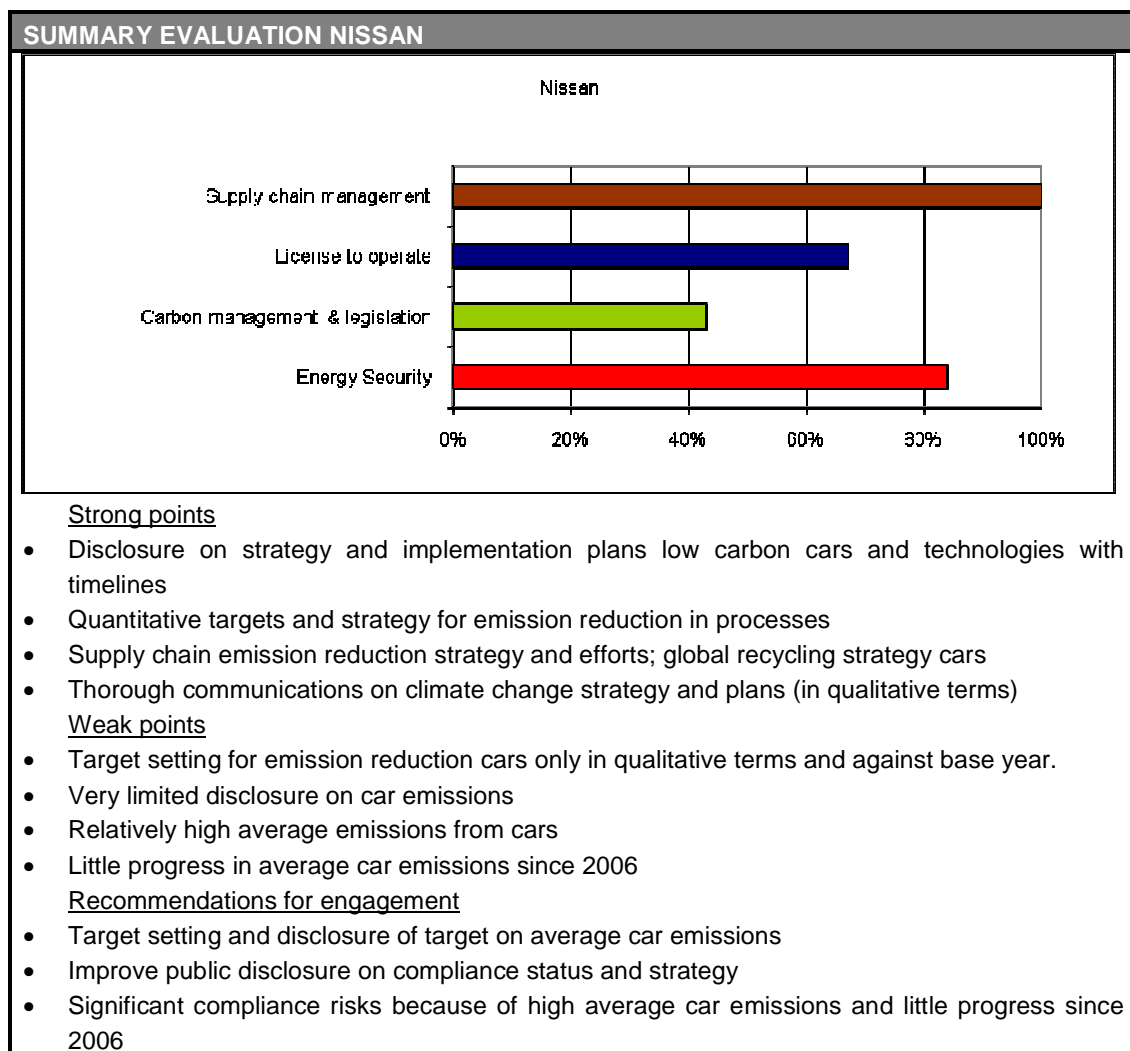 SUMMARY EVALUATION NISSAN
Nissan
Supply chain management
License to operate
Carbon management & legislation
Energy Security
0% 20% 40% 60% 80% 100%
Strong points
• Disclosure on strategy and implementation plans low carbon cars and technologies with
timelines
• Quantitative targets and strategy for emission reduction in processes
• Supply chain emission reduction strategy and efforts; global recycling strategy cars
• Thorough communications on climate change strategy and plans (in qualitative terms)
Weak points
• Target setting for emission reduction cars only in qualitative terms and against base year.
• Very limited disclosure on car emissions
• Relatively high average emissions from cars
• Little progress in average car emissions since 2006
Recommendations for engagement
• Target setting and disclosure of target on average car emissions
• Improve public disclosure on compliance status and strategy
• Significant compliance risks because of high average car emissions and little progress since
2006